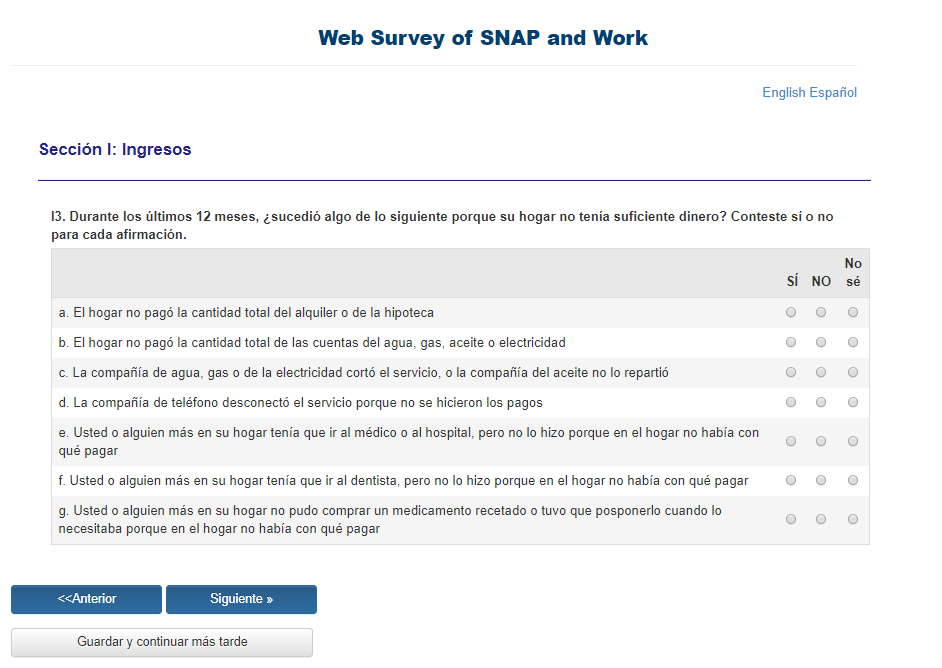 Web Survey of SNAP and Work
English Español
Sección I: Ingresos
I3. Durante los últimos 12 meses, ¿sucedió algo de lo siguiente porque su hogar no tenía suficiente dinero? Conteste sí o no
para cada afirmación.
SÍ NO No sé
a. El hogar no pagó la cantidad total del alquiler o de la hipoteca
b. El hogar no pagó la cantidad total de las cuentas del agua, gas, aceite o electricidad
c. La compañía de agua, gas o de la electricidad cortó el servicio, o la compañía del aceite no lo repartió
d. La compañía de teléfono desconectó el servicio porque no se hicieron los pagos
e. Usted o alguien más en su hogar tenía que ir al médico o al hospital, pero no lo hizo porque en el hogar no había con
qué pagar
f. Usted o alguien más en su hogar tenía que ir al dentista, pero no lo hizo porque en el hogar no había con qué pagar
g. Usted o alguien más en su hogar no pudo comprar un medicamento recetado o tuvo que posponerlo cuando lo
necesitaba porque en el hogar no había con qué pagar
<<Anterior
Siguiente »
Guardar y continuar más tarde